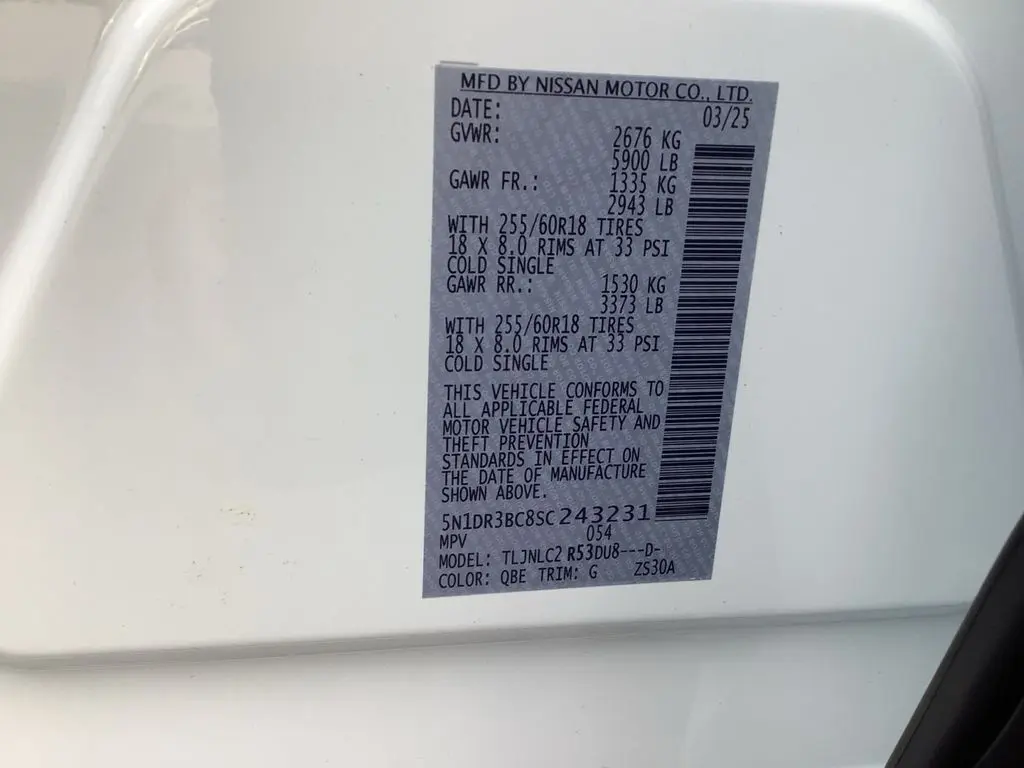 MFD BY NISSAN MOTOR CO., LTD.
DATE: 03/25
GVWR: 2676 KG
5900 LB
GAWR FR.: 1335 KG
2943 LB
WITH 255/60R18 TIRES
18 X 8.0 RIMS AT 33 PSI
COLD SINGLE
GAWR RR.: 1530 KG
3373 LB
WITH 255/60R18 TIRES
18 X 8.0 RIMS AT 33 PSI
COLD SINGLE
THIS VEHICLE CONFORMS TO
ALL APPLICABLE FEDERAL
MOTOR VEHICLE SAFETY AND
THEFT PREVENTION
STANDARDS IN EFFECT ON
THE DATE OF MANUFACTURE
SHOWN ABOVE.
5N1DR3BC8SC243231
MPV 054
MODEL: TLJNLC2 R53DU8---D-
COLOR: QBE TRIM: G ZS30A